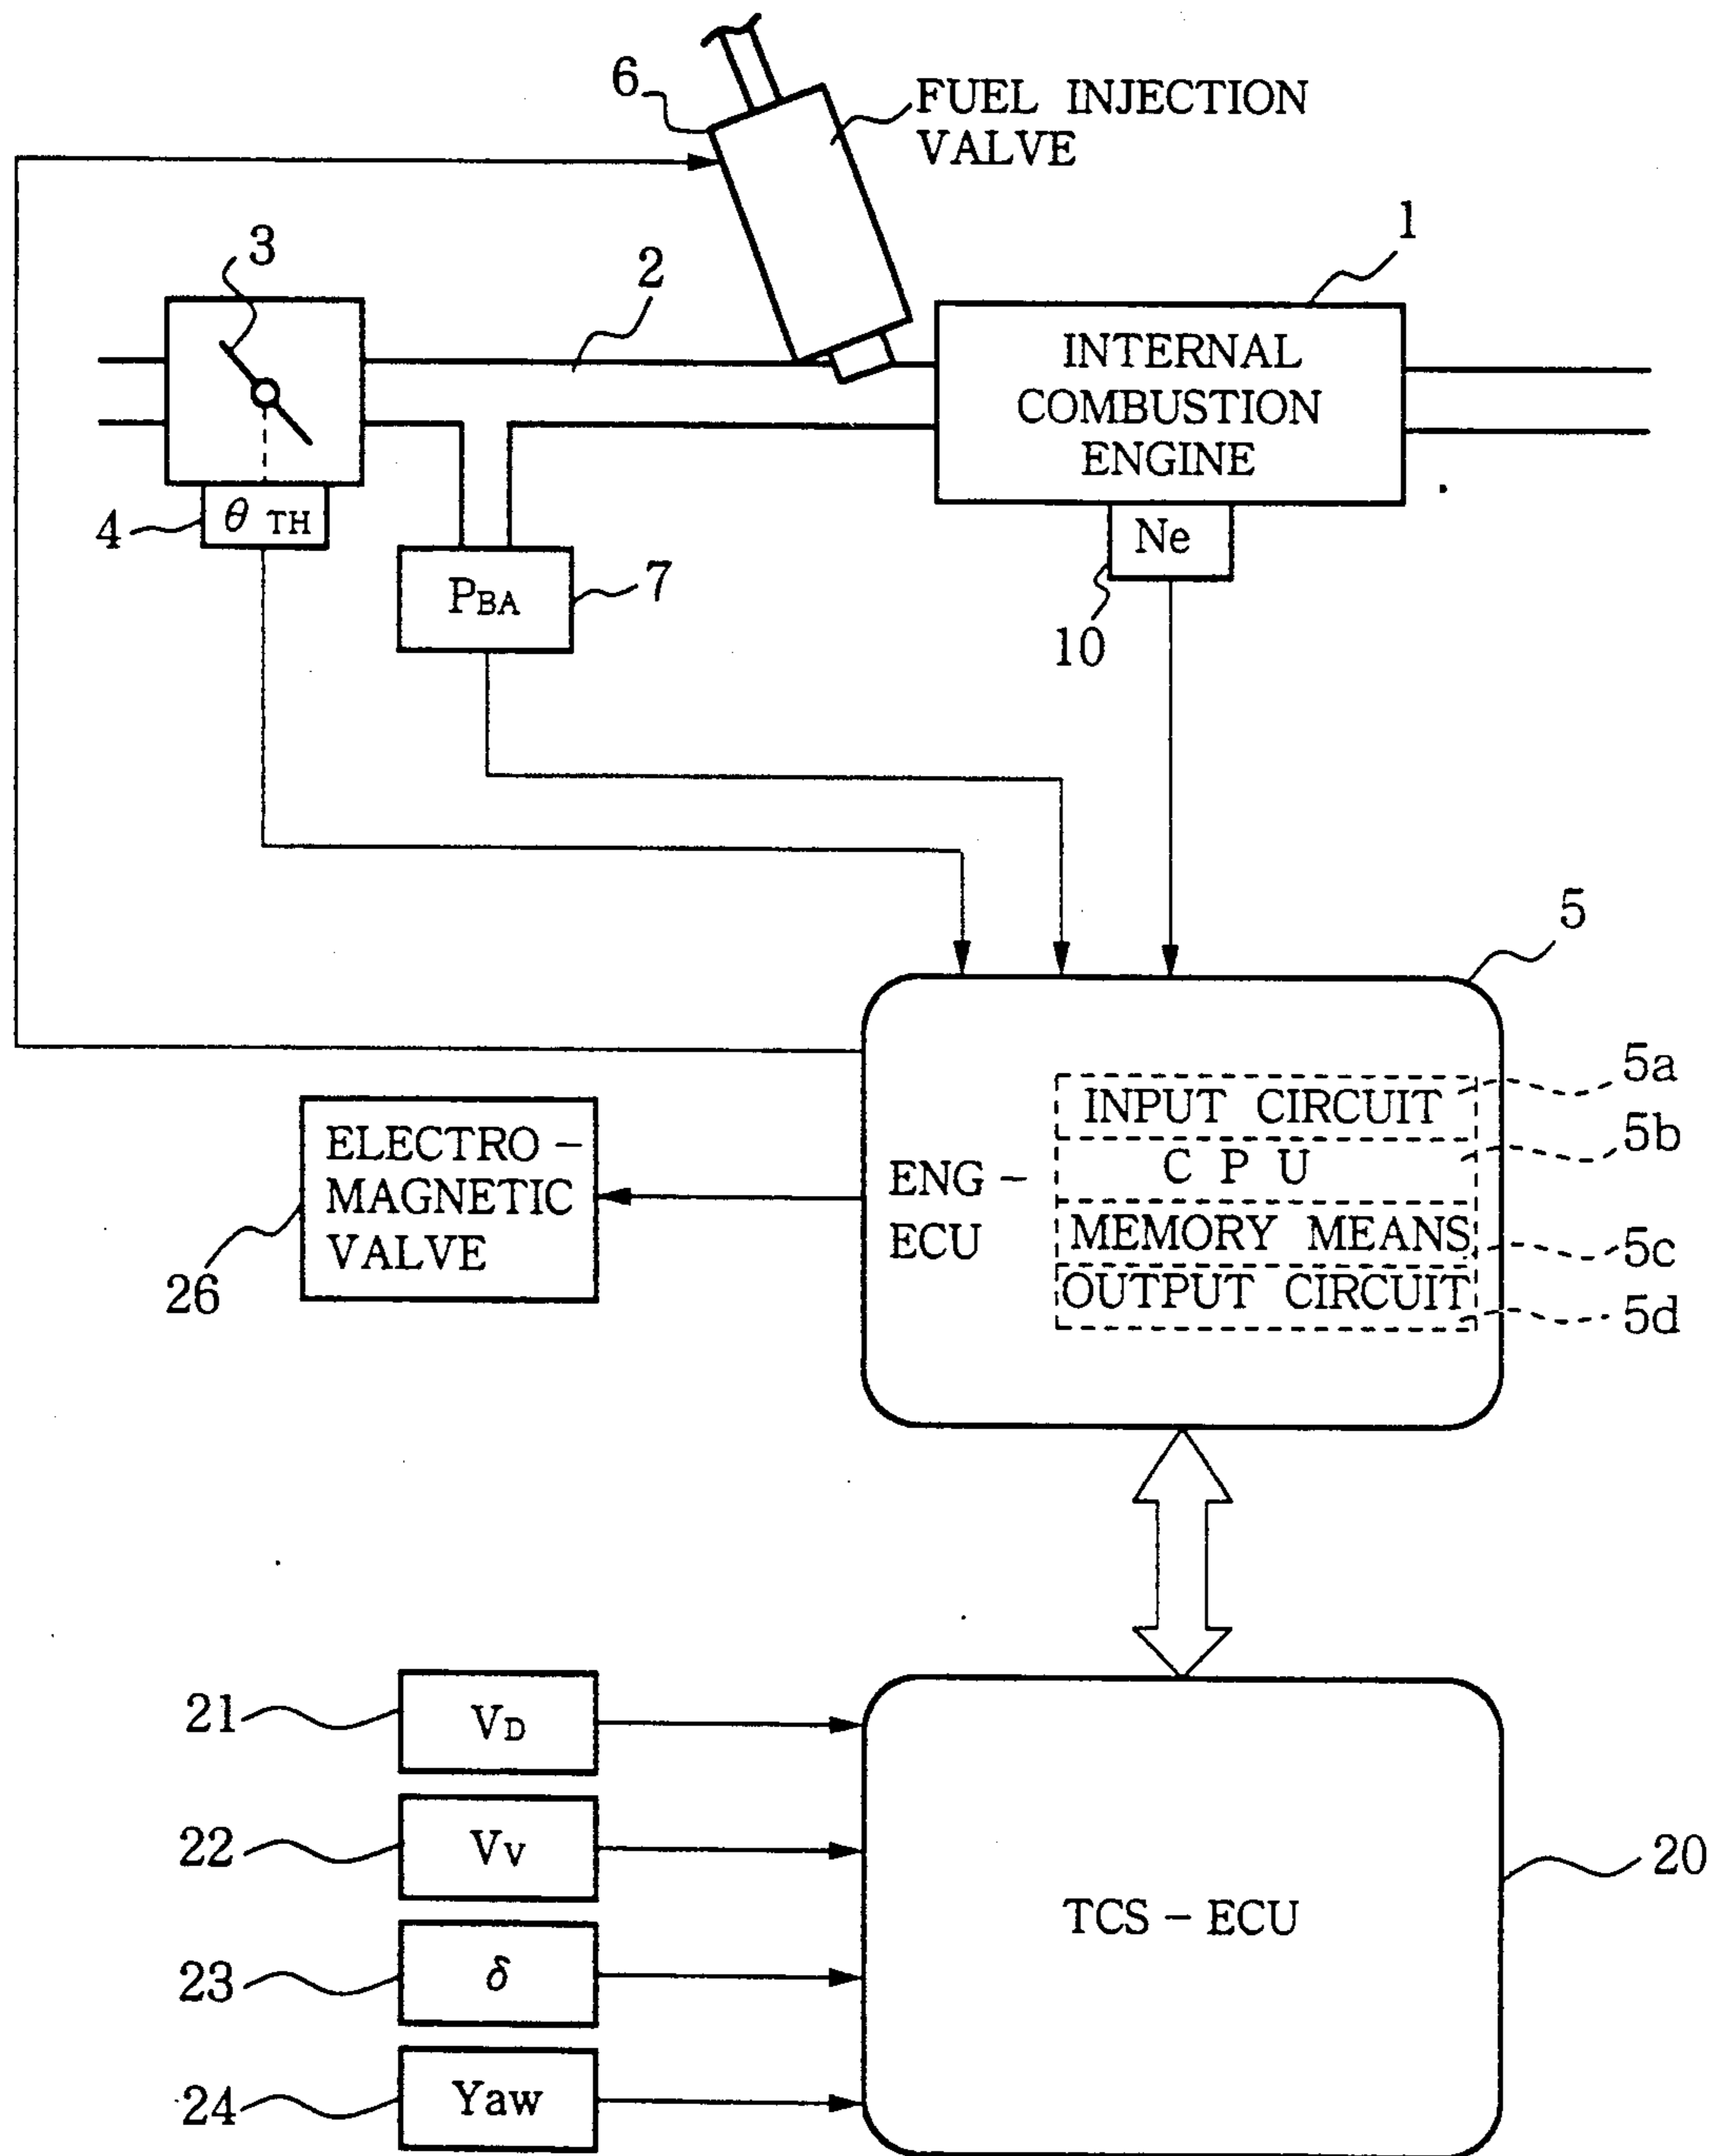 6
FUEL INJECTION
VALVE
1
3
2
INTERNAL
COMBUSTION
ENGINE
4
θ TH
Ne
PBA
7
10
5
5a
INPUT CIRCUIT
5b
C P U
ELECTRO-
MAGNETIC
VALVE
ENG-
ECU
MEMORY MEANS
5c
OUTPUT CIRCUIT
5d
26
21
VD
22
VV
20
TCS-ECU
23
δ
24
Yaw